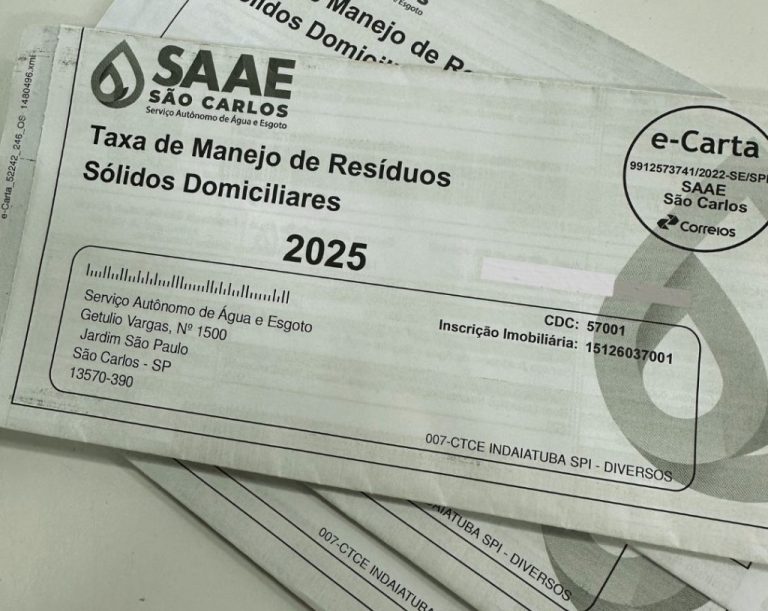 Manejo de
Sólidos
e-Carta_52242_246_OS_1480496.xml
SAAE
SÃO CARLOS
Serviço Autônomo de Água e Esgoto
Taxa de Manejo de Resíduos
Sólidos Domiciliares
2025
e-Carta
9912573741/2022-SE/SPI
SAAE
São Carlos
Correios
Serviço Autônomo de Água e Esgoto
Getulio Vargas, Nº 1500
Jardim São Paulo
São Carlos - SP
13570-390
CDC: 57001
Inscrição Imobiliária: 15126037001
007-CTCE INDAIATUBA SPI - DIVERSOS
SPI - DIVERSOS
007-CTCE INDAIATUBA